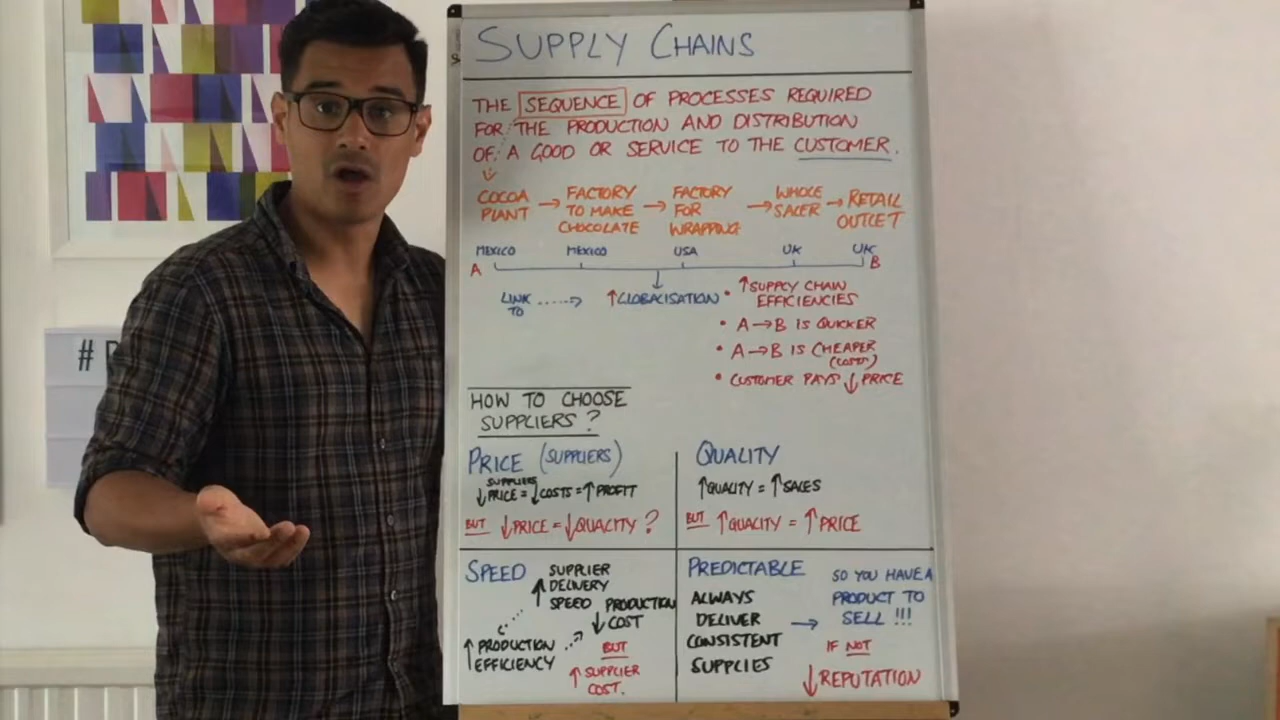 SUPPLY CHAINS
THE SEQUENCE OF PROCESSES REQUIRED
FOR THE PRODUCTION AND DISTRIBUTION
OF A GOOD OR SERVICE TO THE CUSTOMER.
COCOA PLANT → FACTORY TO MAKE CHOCOLATE → FACTORY FOR WRAPPING → WHOLE SALER → RETAIL OUTLET
MEXICO MEXICO USA UK UK
A B
LINK TO ↑GLOBALISATION
• ↑SUPPLY CHAIN
EFFICIENCIES
• A→B IS QUICKER
• A→B IS CHEAPER
(COSTS)
• CUSTOMER PAYS ↓ PRICE
HOW TO CHOOSE
SUPPLIERS?
PRICE (SUPPLIERS)
SUPPLIERS
↓PRICE = ↓COSTS = ↑PROFIT
BUT ↓PRICE = ↓QUALITY?
QUALITY
↑QUALITY = ↑SALES
BUT ↑QUALITY = ↑PRICE
SPEED
↑ SUPPLIER
DELIVERY
SPEED
↓ PRODUCTION
COST
↑ PRODUCTION
EFFICIENCY
BUT
↑ SUPPLIER
COST.
PREDICTABLE
ALWAYS
DELIVER
CONSISTENT
SUPPLIES
→ SO YOU HAVE A
PRODUCT TO
SELL!!!
IF NOT
↓ REPUTATION